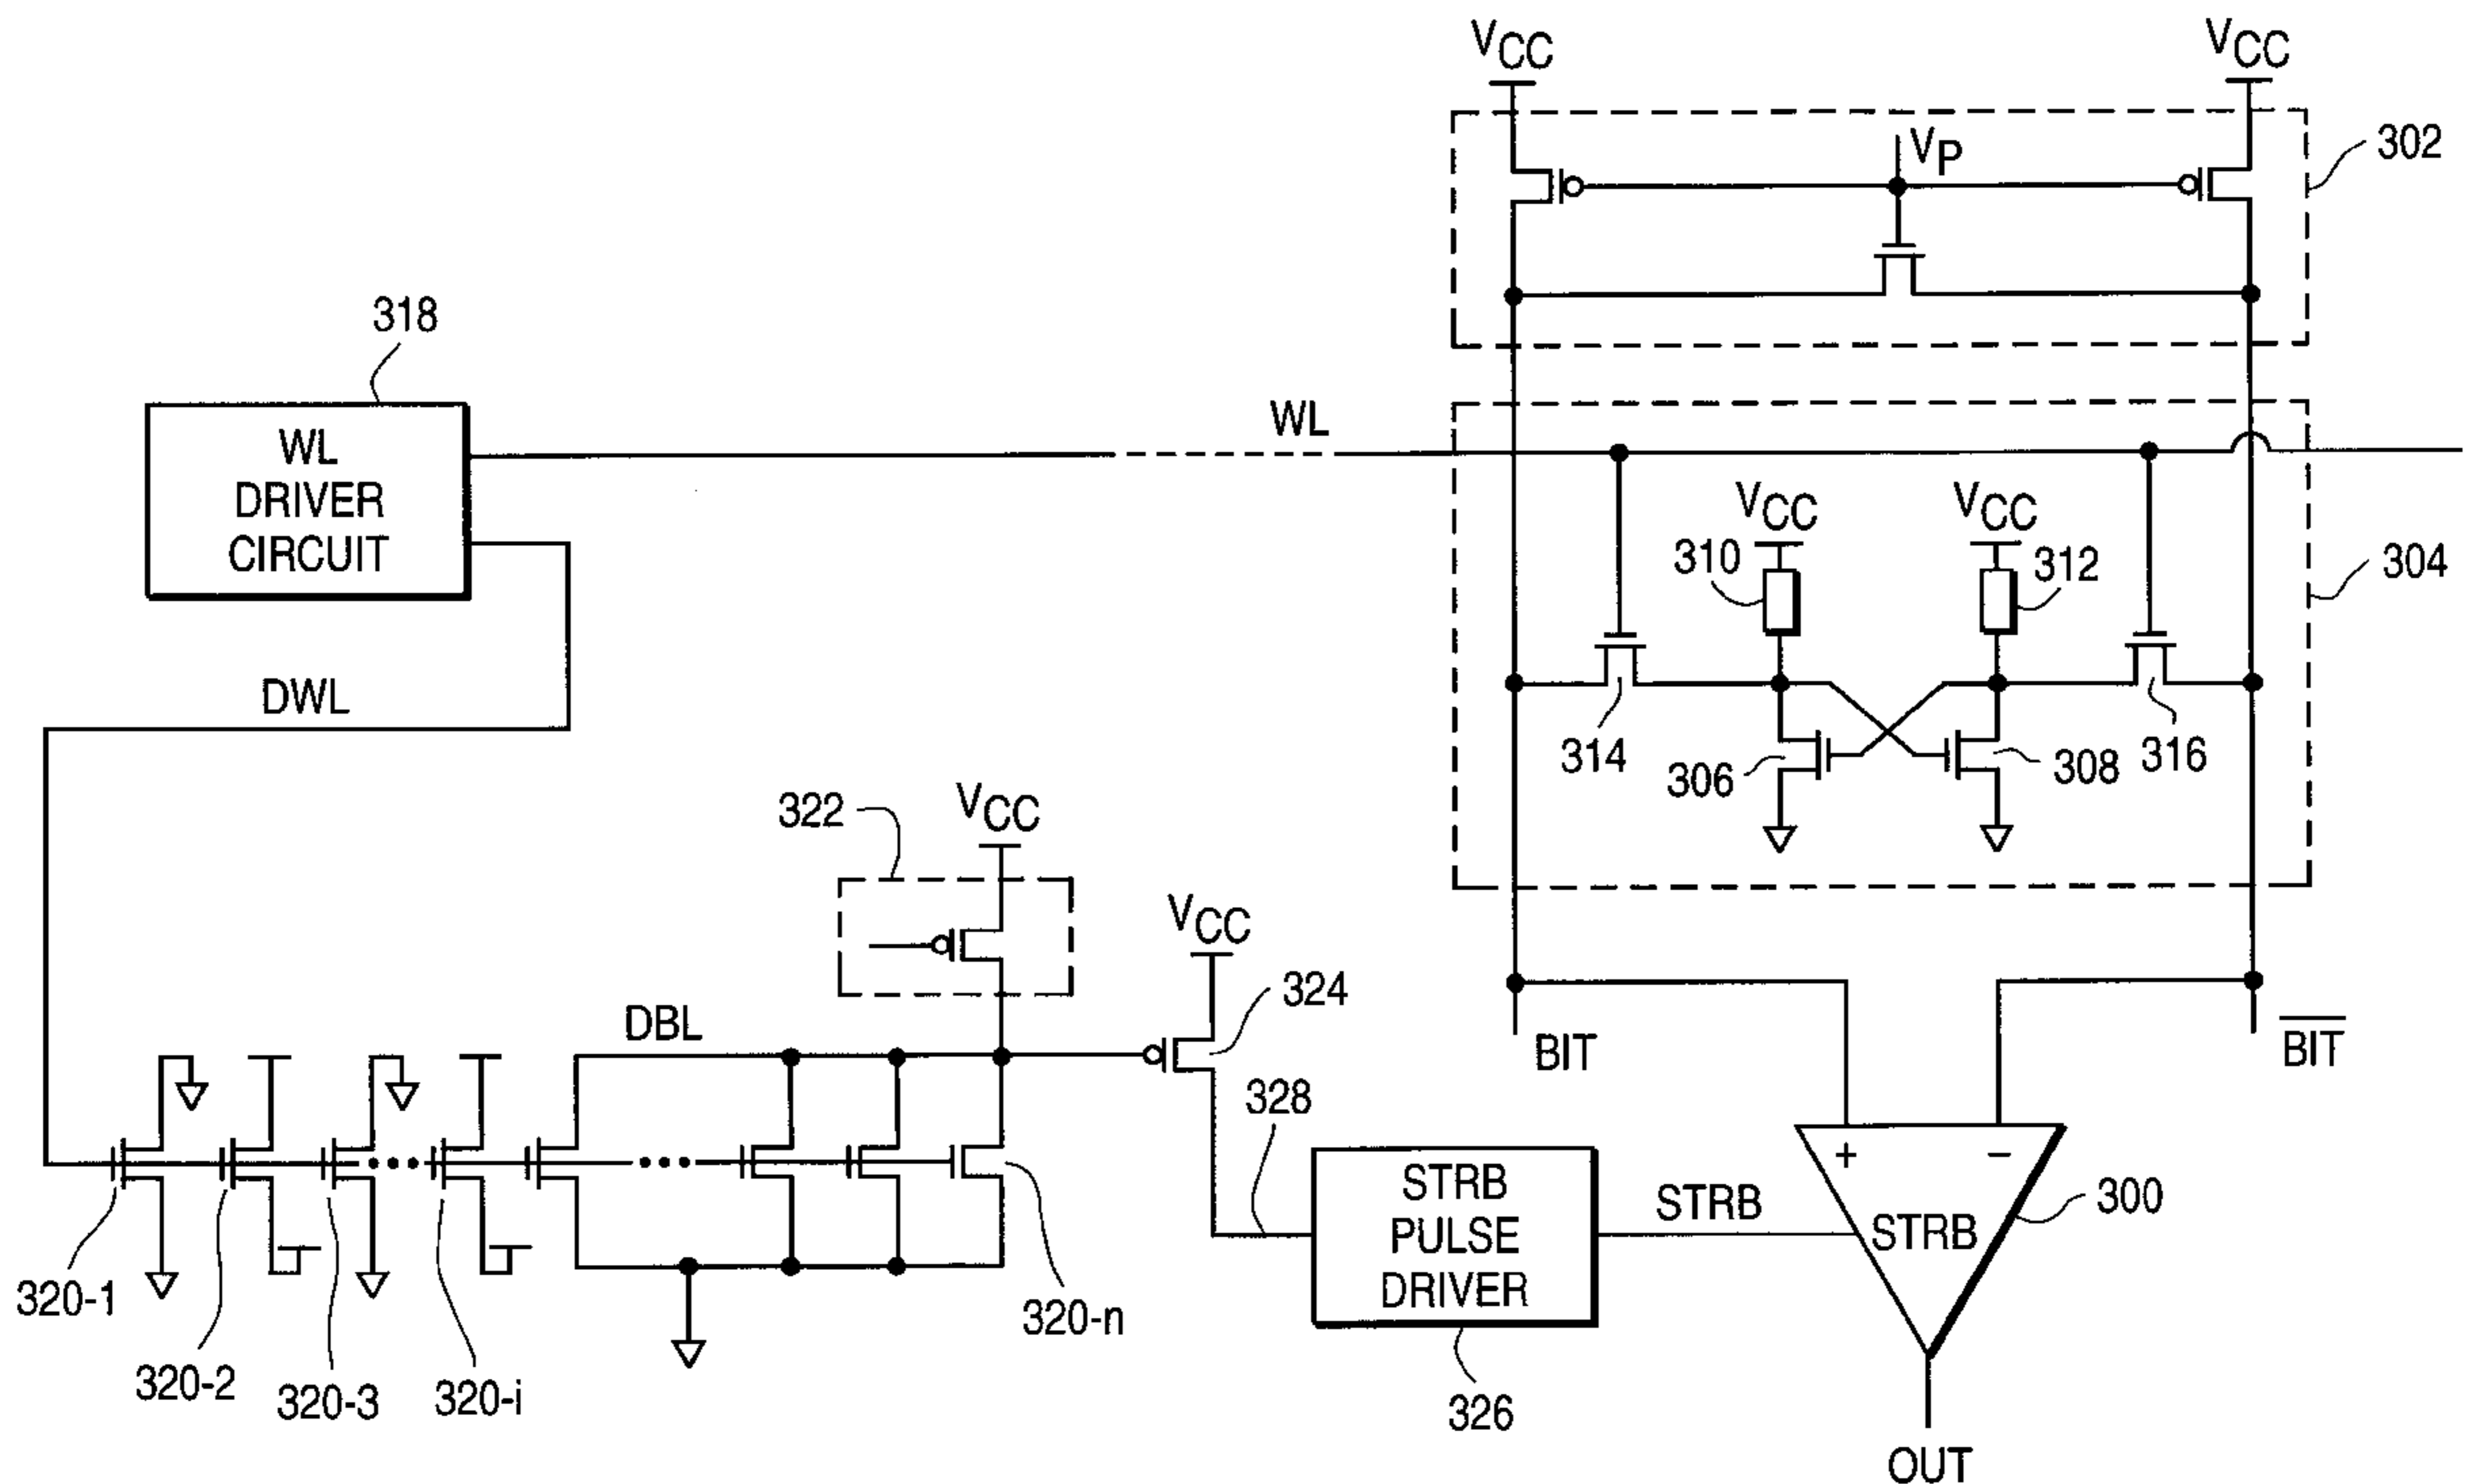 VCC
VCC
VP
302
318
WL
DRIVER
CIRCUIT
WL
VCC
VCC
310
312
304
DWL
314
306
308
316
322
VCC
VCC
324
DBL
BIT
BIT
328
320-1
320-2
320-3
320-i
320-n
STRB
PULSE
DRIVER
326
STRB
+
−
STRB
300
OUT